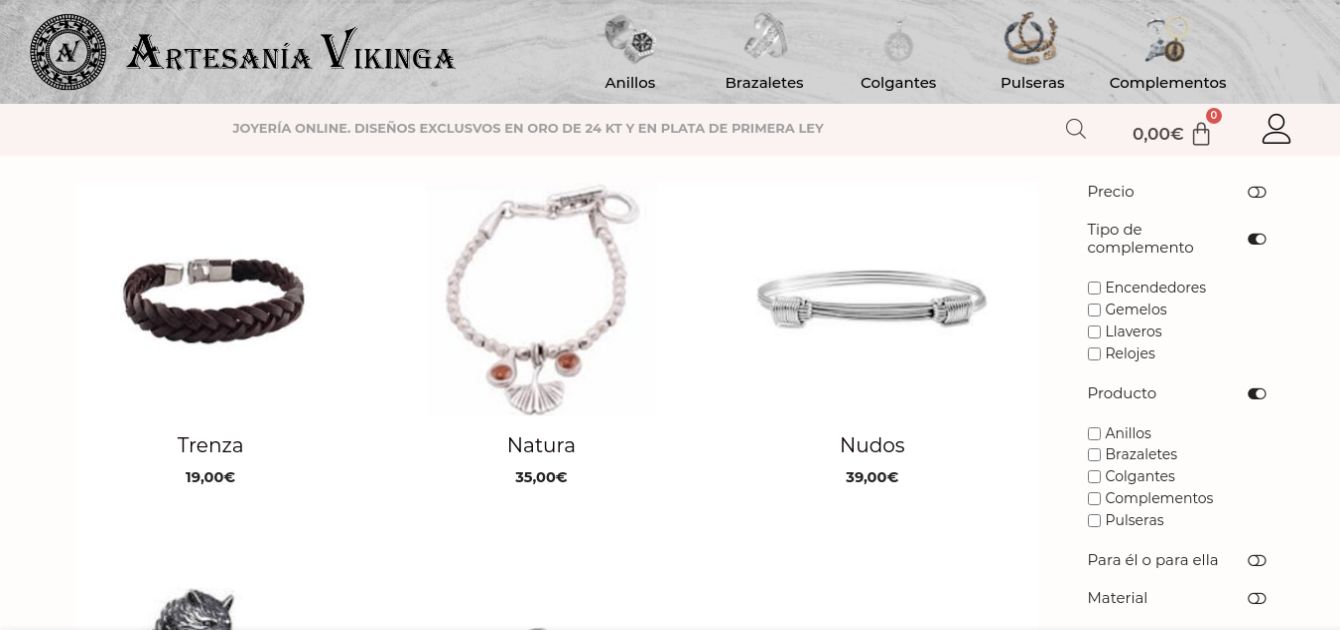 AV ARTESANÍA VIKINGA
Anillos
Brazaletes
Colgantes
Pulseras
Complementos
JOYERÍA ONLINE. DISEÑOS EXCLUSVOS EN ORO DE 24 KT Y EN PLATA DE PRIMERA LEY
0,00€
0
Trenza
19,00€
Natura
35,00€
Nudos
39,00€
Precio
Tipo de
complemento
Encendedores
Gemelos
Llaveros
Relojes
Producto
Anillos
Brazaletes
Colgantes
Complementos
Pulseras
Para él o para ella
Material